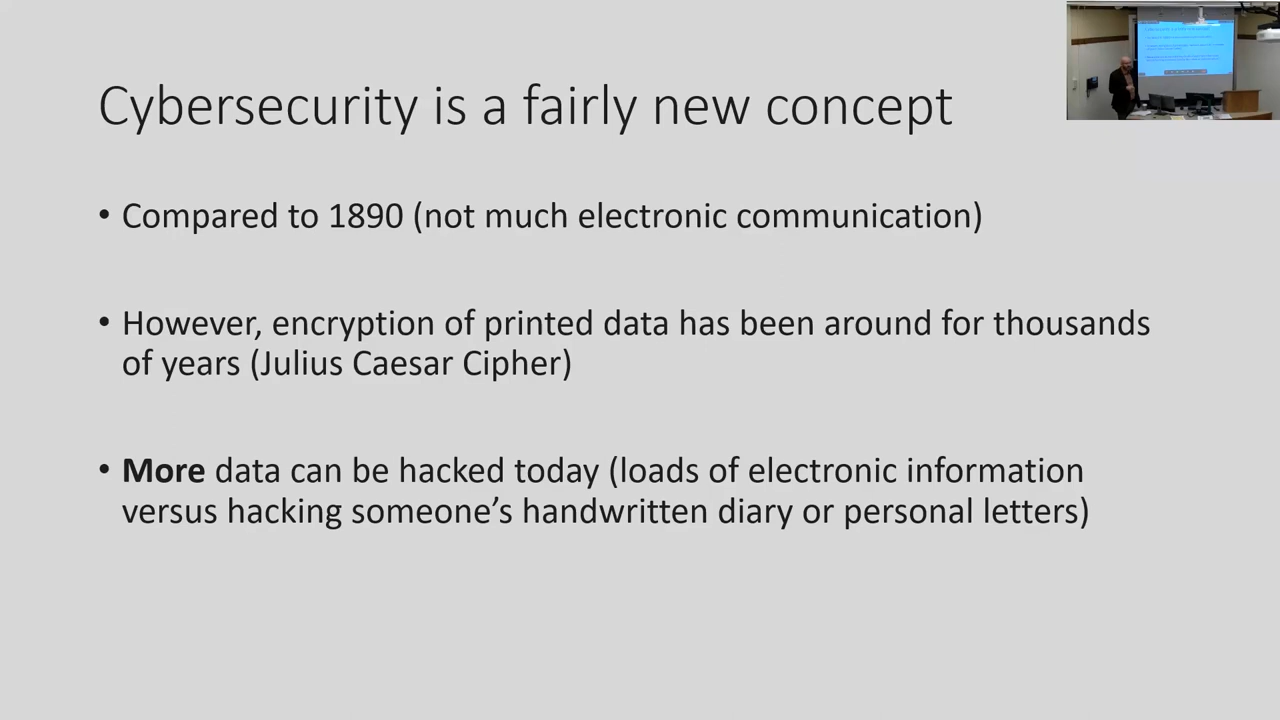 Cybersecurity is a fairly new concept
• Compared to 1890 (not much electronic communication)
• However, encryption of printed data has been around for thousands
of years (Julius Caesar Cipher)
• More data can be hacked today (loads of electronic information
versus hacking someone’s handwritten diary or personal letters)